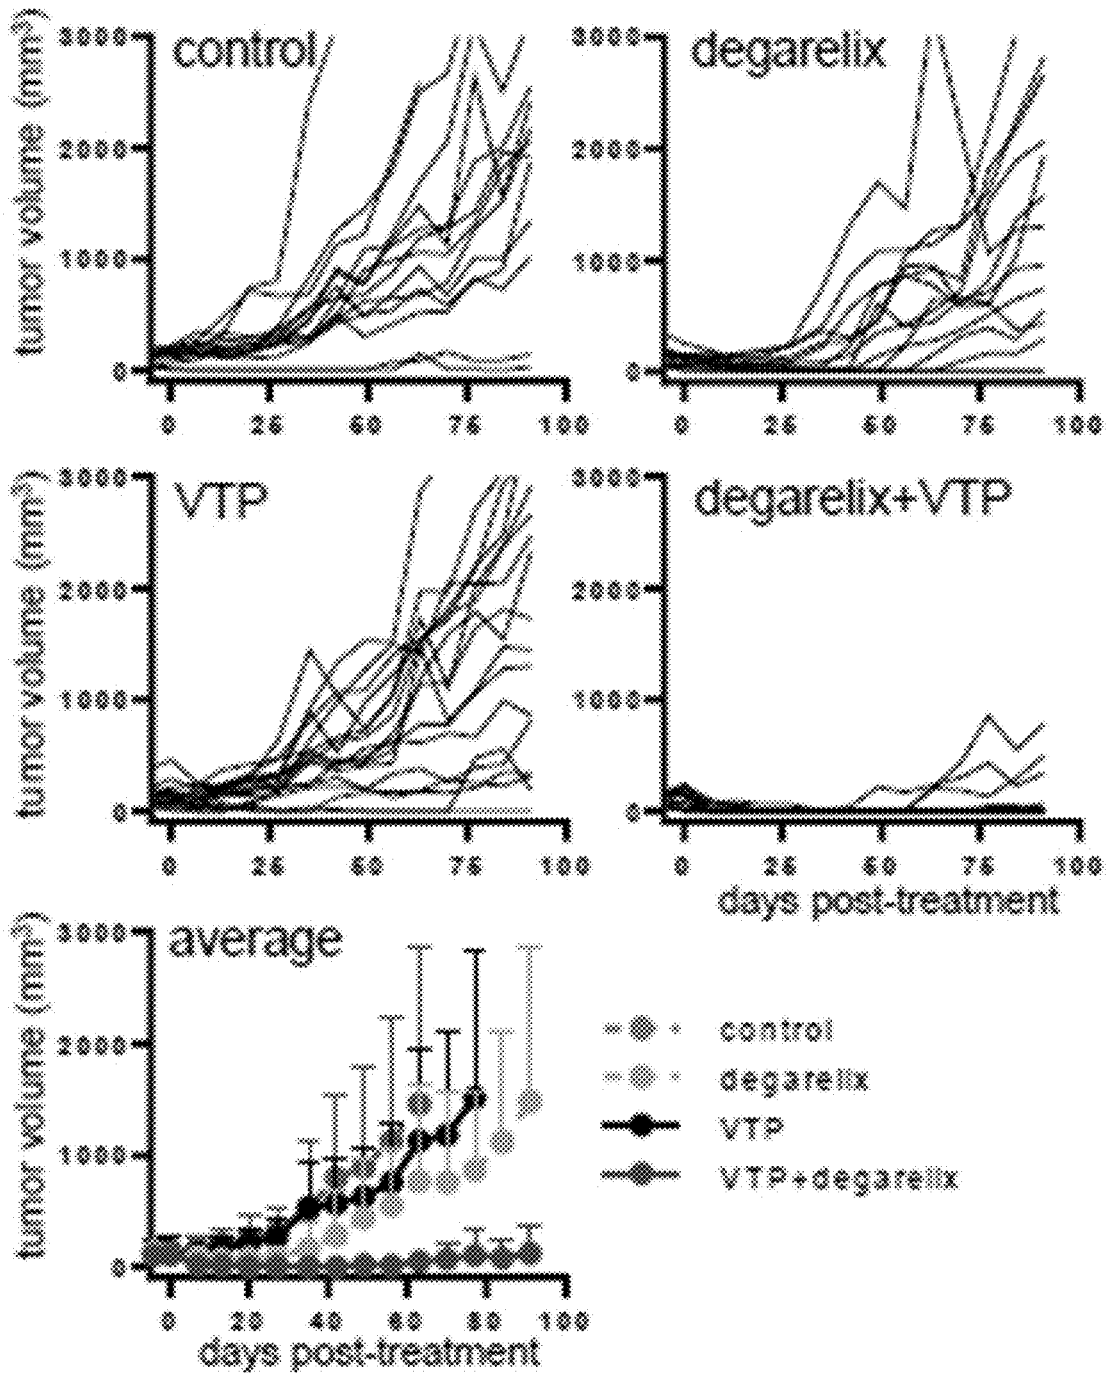 control
tumor volume (mm³)
3000
2000
1000
0
0 25 50 75 100
degarelix
3000
2000
1000
0
0 25 50 75 100
VTP
tumor volume (mm³)
3000
2000
1000
0
0 25 50 75 100
degarelix+VTP
3000
2000
1000
0
0 25 50 75 100
days post-treatment
average
tumor volume (mm³)
3000
2000
1000
0
0 20 40 60 80 100
days post-treatment
control
degarelix
VTP
VTP+degarelix